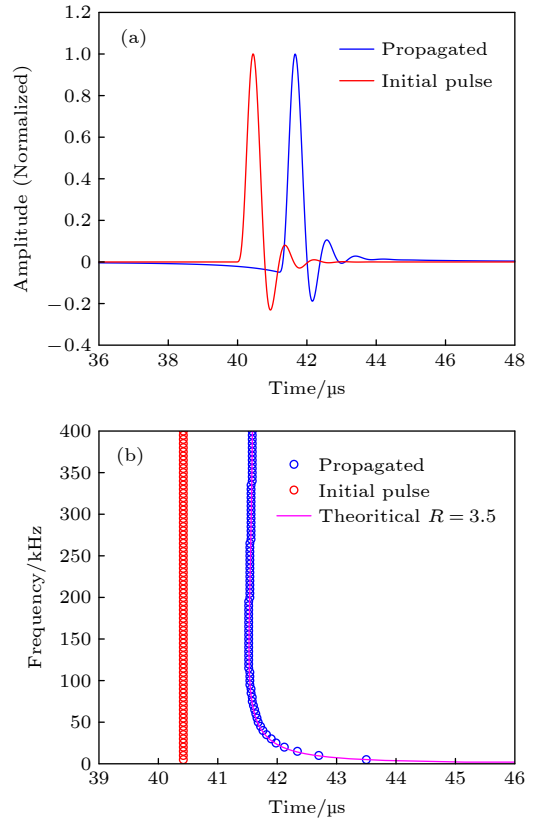 (a)
Propagated
Initial pulse
Amplitude (Normalized)
1.2
1.0
0.8
0.6
0.4
0.2
0
−0.2
−0.4
36 38 40 42 44 46 48
Time/µs
(b)
Propagated
Initial pulse
Theoritical R = 3.5
Frequency/kHz
400
350
300
250
200
150
100
50
0
39 40 41 42 43 44 45 46
Time/µs